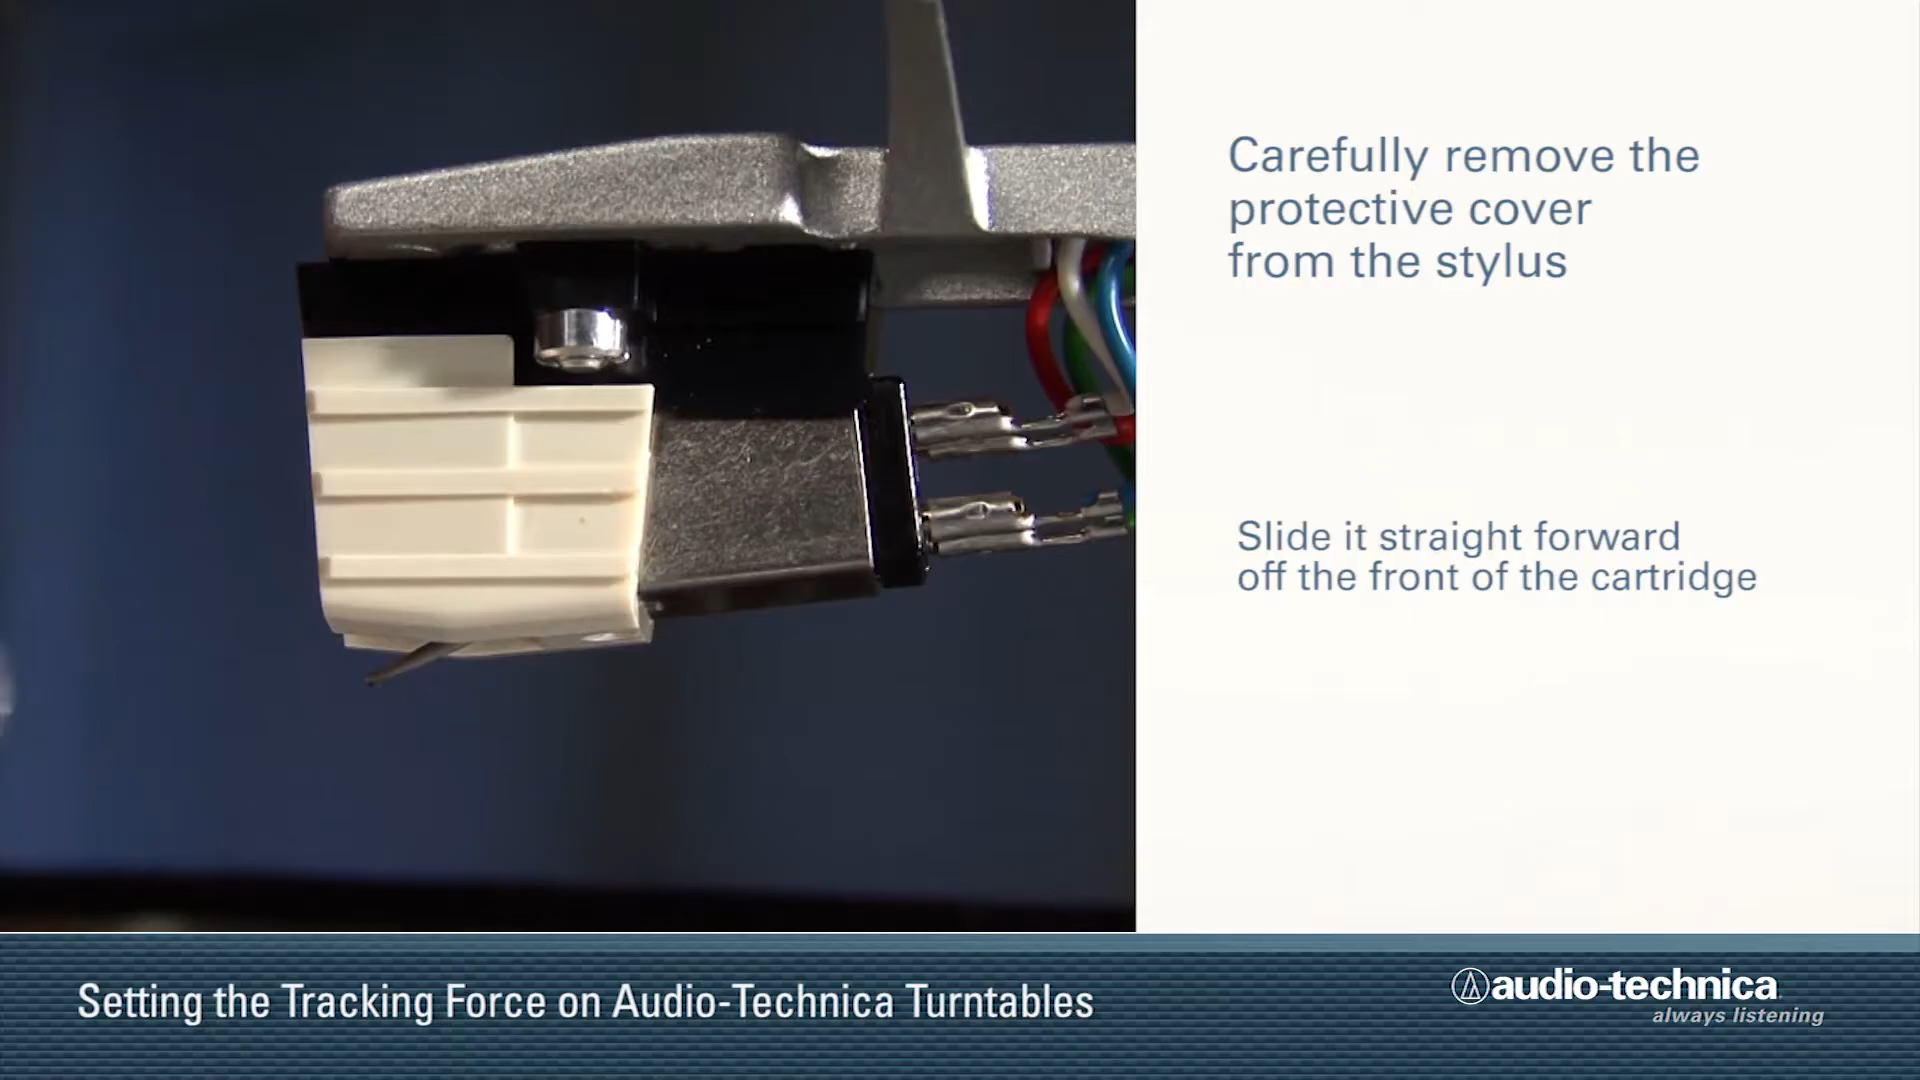 Carefully remove the
protective cover
from the stylus
Slide it straight forward
off the front of the cartridge
Setting the Tracking Force on Audio-Technica Turntables
audio-technica
always listening